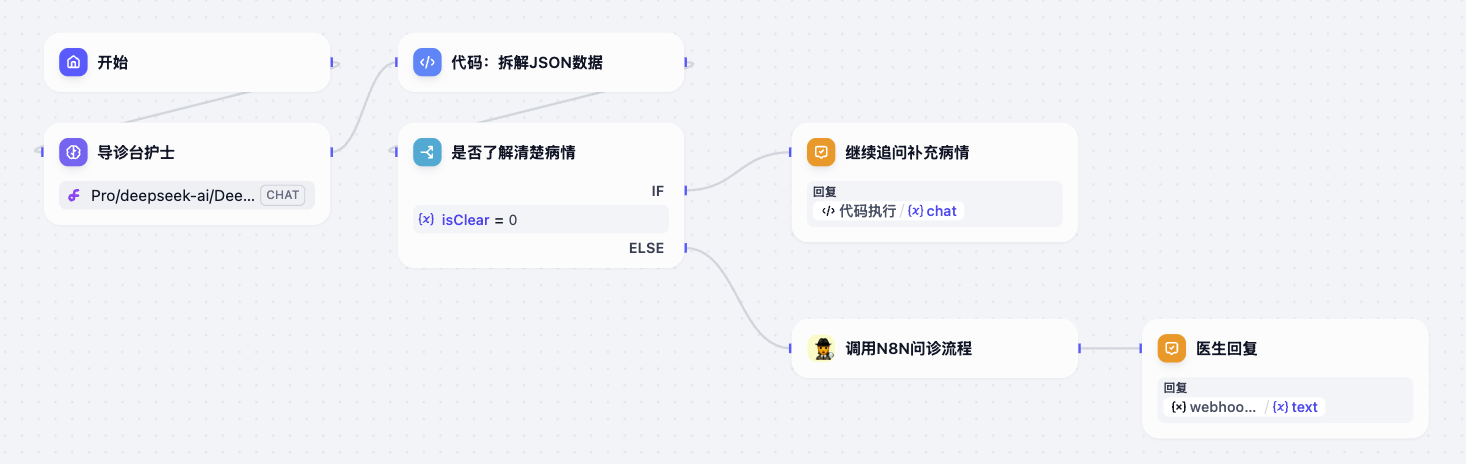 开始
导诊台护士
Pro/deepseek-ai/Dee... CHAT
代码：拆解JSON数据
是否了解清楚病情
IF
{x} isClear = 0
ELSE
继续追问补充病情
回复
代码执行 / {x} chat
调用N8N问诊流程
医生回复
回复
{x} webhoo... / {x} text